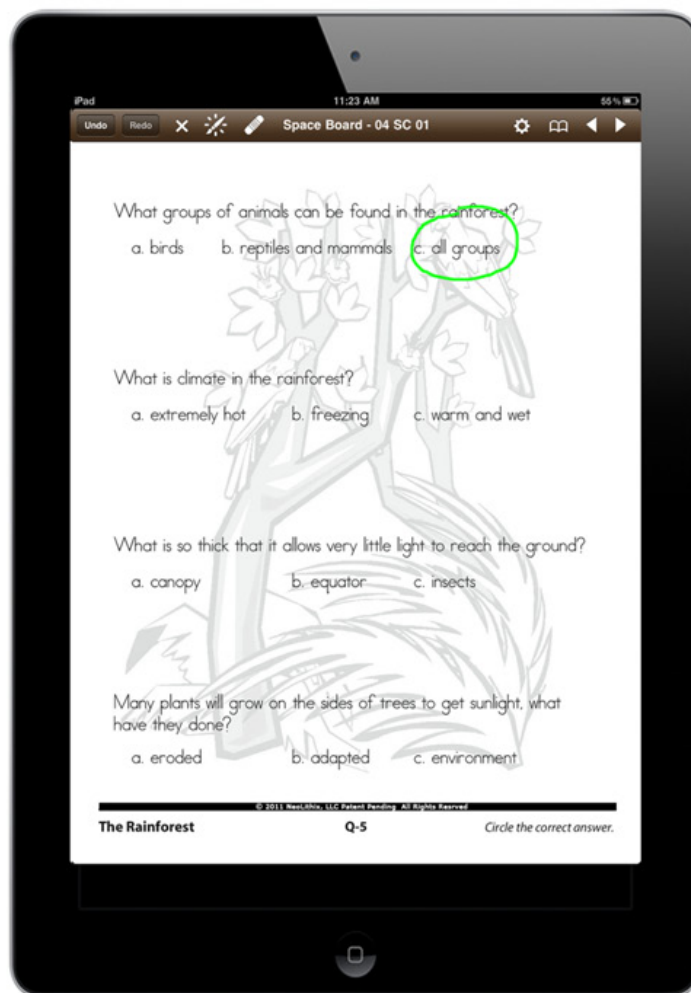 iPad 11:23 AM 55%
Undo Redo Space Board - 04 SC 01
What groups of animals can be found in the rainforest?
a. birds b. reptiles and mammals c. all groups
What is climate in the rainforest?
a. extremely hot b. freezing c. warm and wet
What is so thick that it allows very little light to reach the ground?
a. canopy b. equator c. insects
Many plants will grow on the sides of trees to get sunlight, what
have they done?
a. eroded b. adapted c. environment
© 2011 NeoLithix, LLC Patent Pending All Rights Rserved
The Rainforest Q-5 Circle the correct answer.